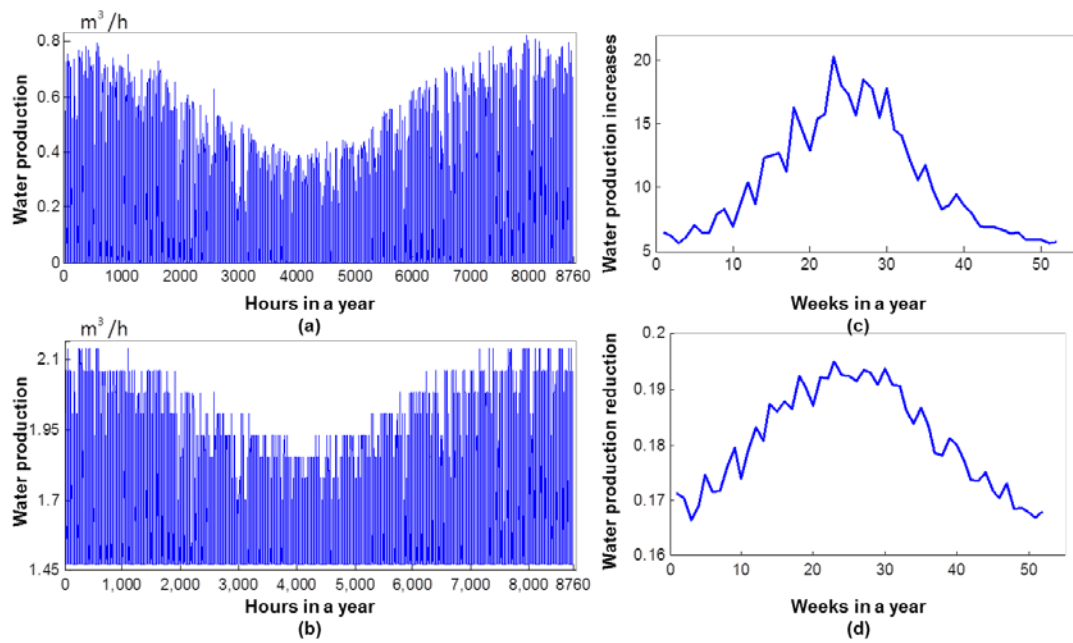 m³/h
0.8
0.6
0.4
0.2
0
Water production
0 1000 2000 3000 4000 5000 6000 7000 8,000 8760
Hours in a year
(a)
Water production increases
20
15
10
5
0 10 20 30 40 50
Weeks in a year
(c)
m³/h
2.1
1.95
1.7
1.45
Water production
0 1,000 2,000 3,000 4,000 5,000 6,000 7,000 8000 8760
Hours in a year
(b)
Water production reduction
0.2
0.19
0.18
0.17
0.16
0 10 20 30 40 50
Weeks in a year
(d)